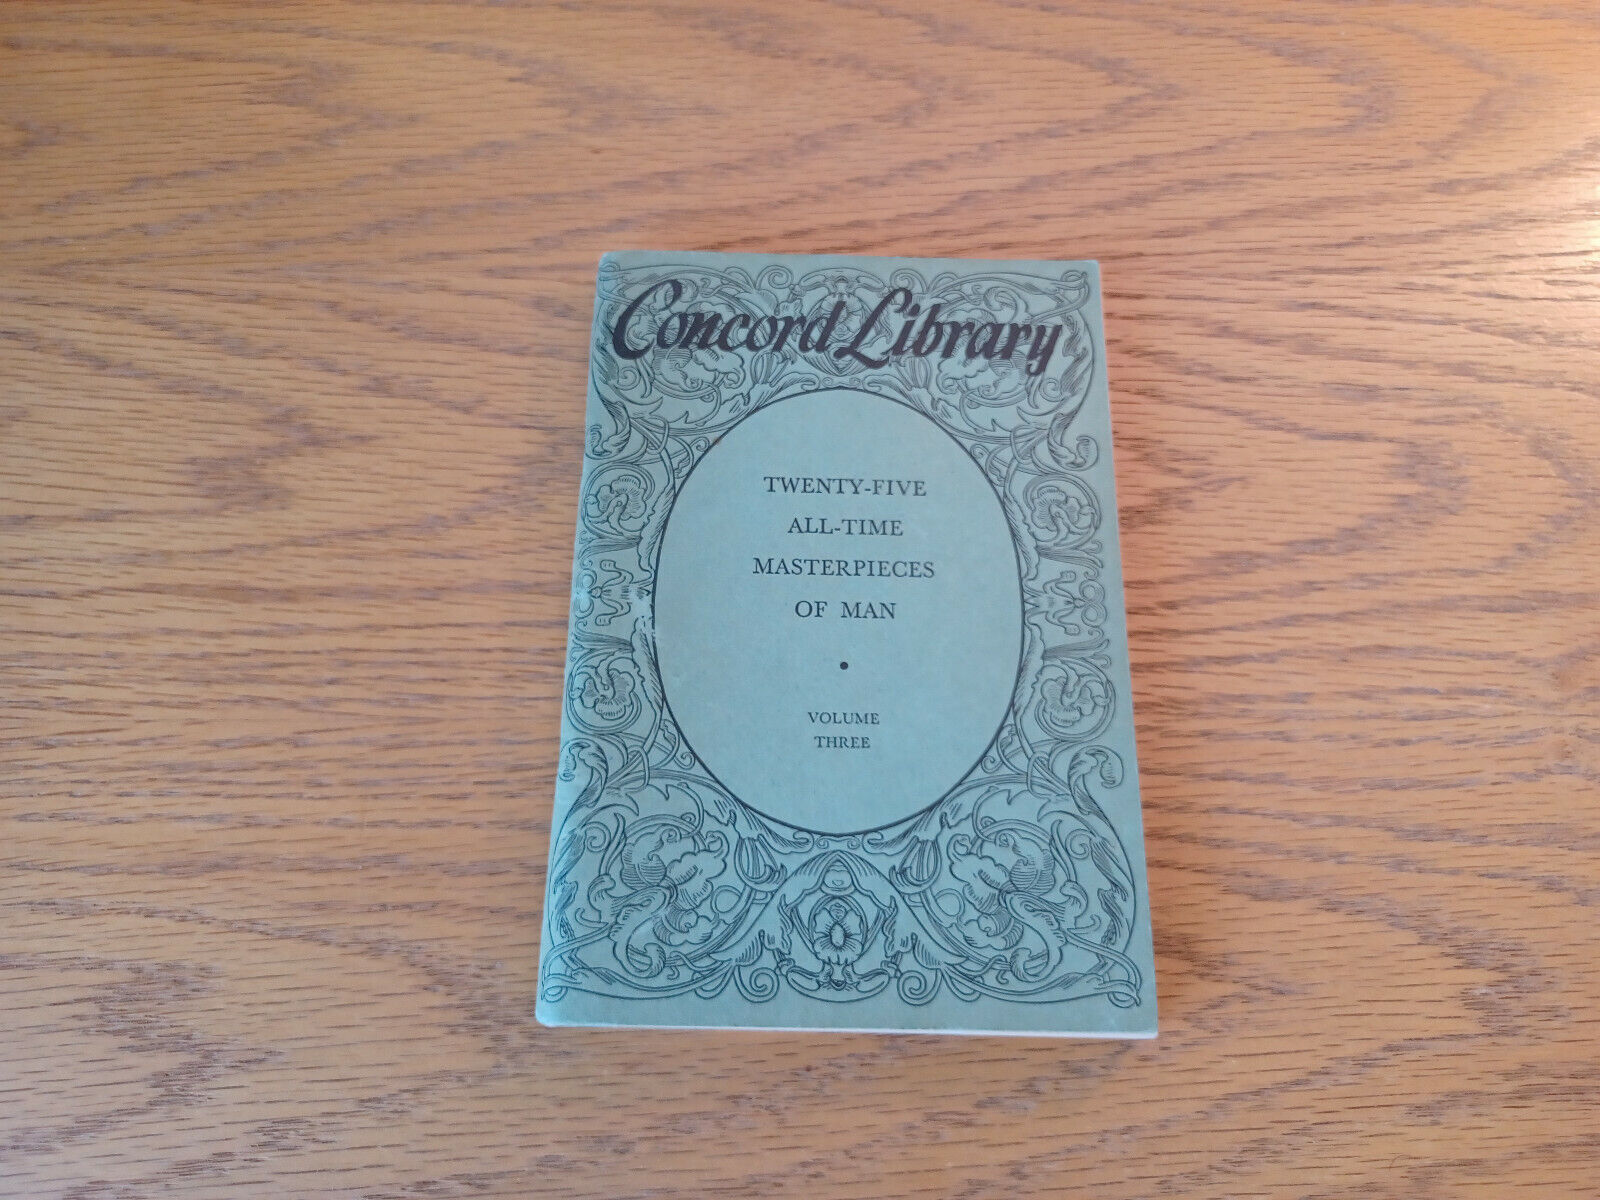 Concord Library
TWENTY-FIVE
ALL-TIME
MASTERPIECES
OF MAN
VOLUME
THREE